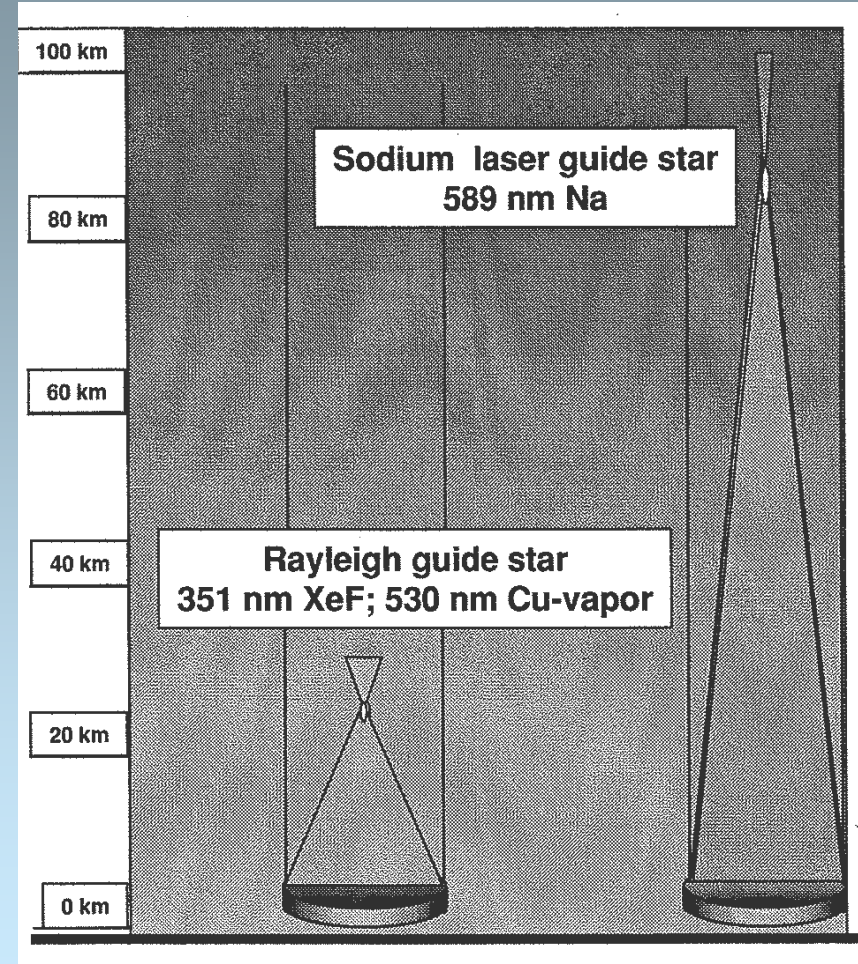 100 km
Sodium laser guide star
589 nm Na
80 km
60 km
40 km
Rayleigh guide star
351 nm XeF; 530 nm Cu-vapor
20 km
0 km